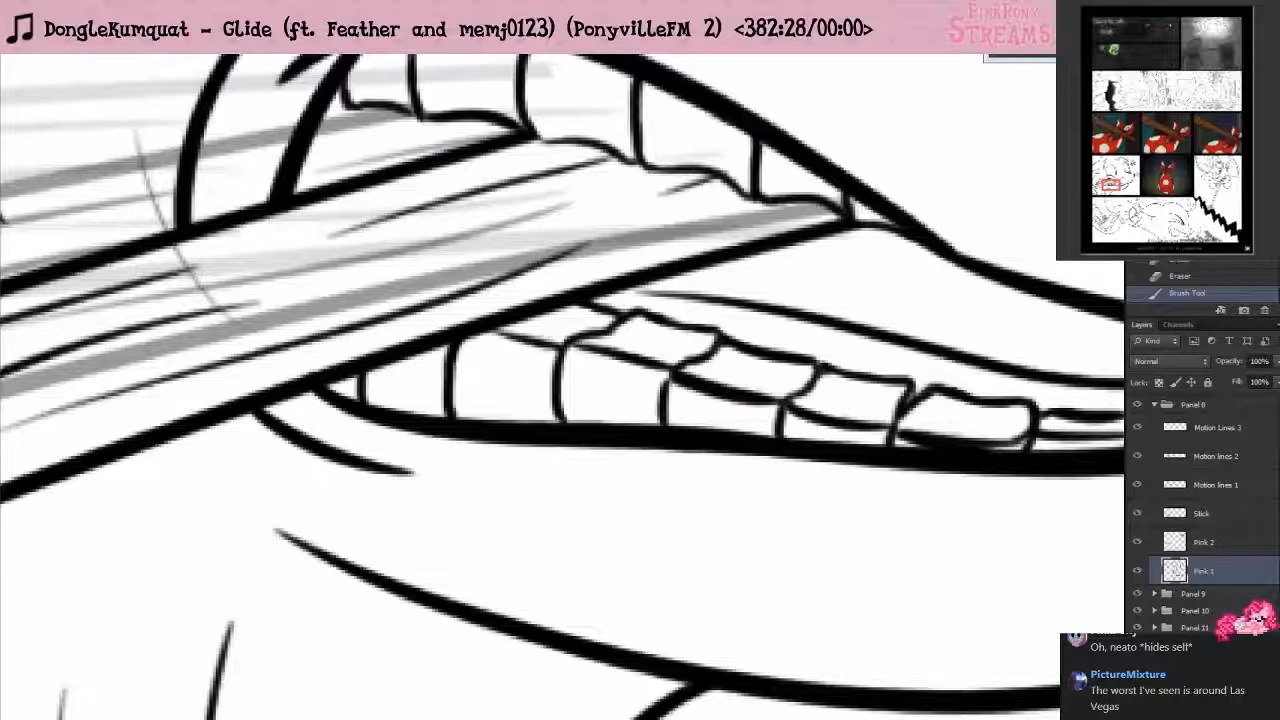 DongleKumquat - Glide (ft. Feather and memj0123) (PonyvilleFM 2) <382:28/00:00>
PinkPony
Streams
Eraser
Brush Tool
Layers Channels
Kind
Normal Opacity: 100%
Lock: Fill: 100%
Panel 8
Motion Lines 3
Motion lines 2
Motion lines 1
Stick
Pink 2
Pink 1
Panel 9
Panel 10
Panel 11
Oh, neato *hides self*
PictureMixture
The worst I've seen is around Las
Vegas